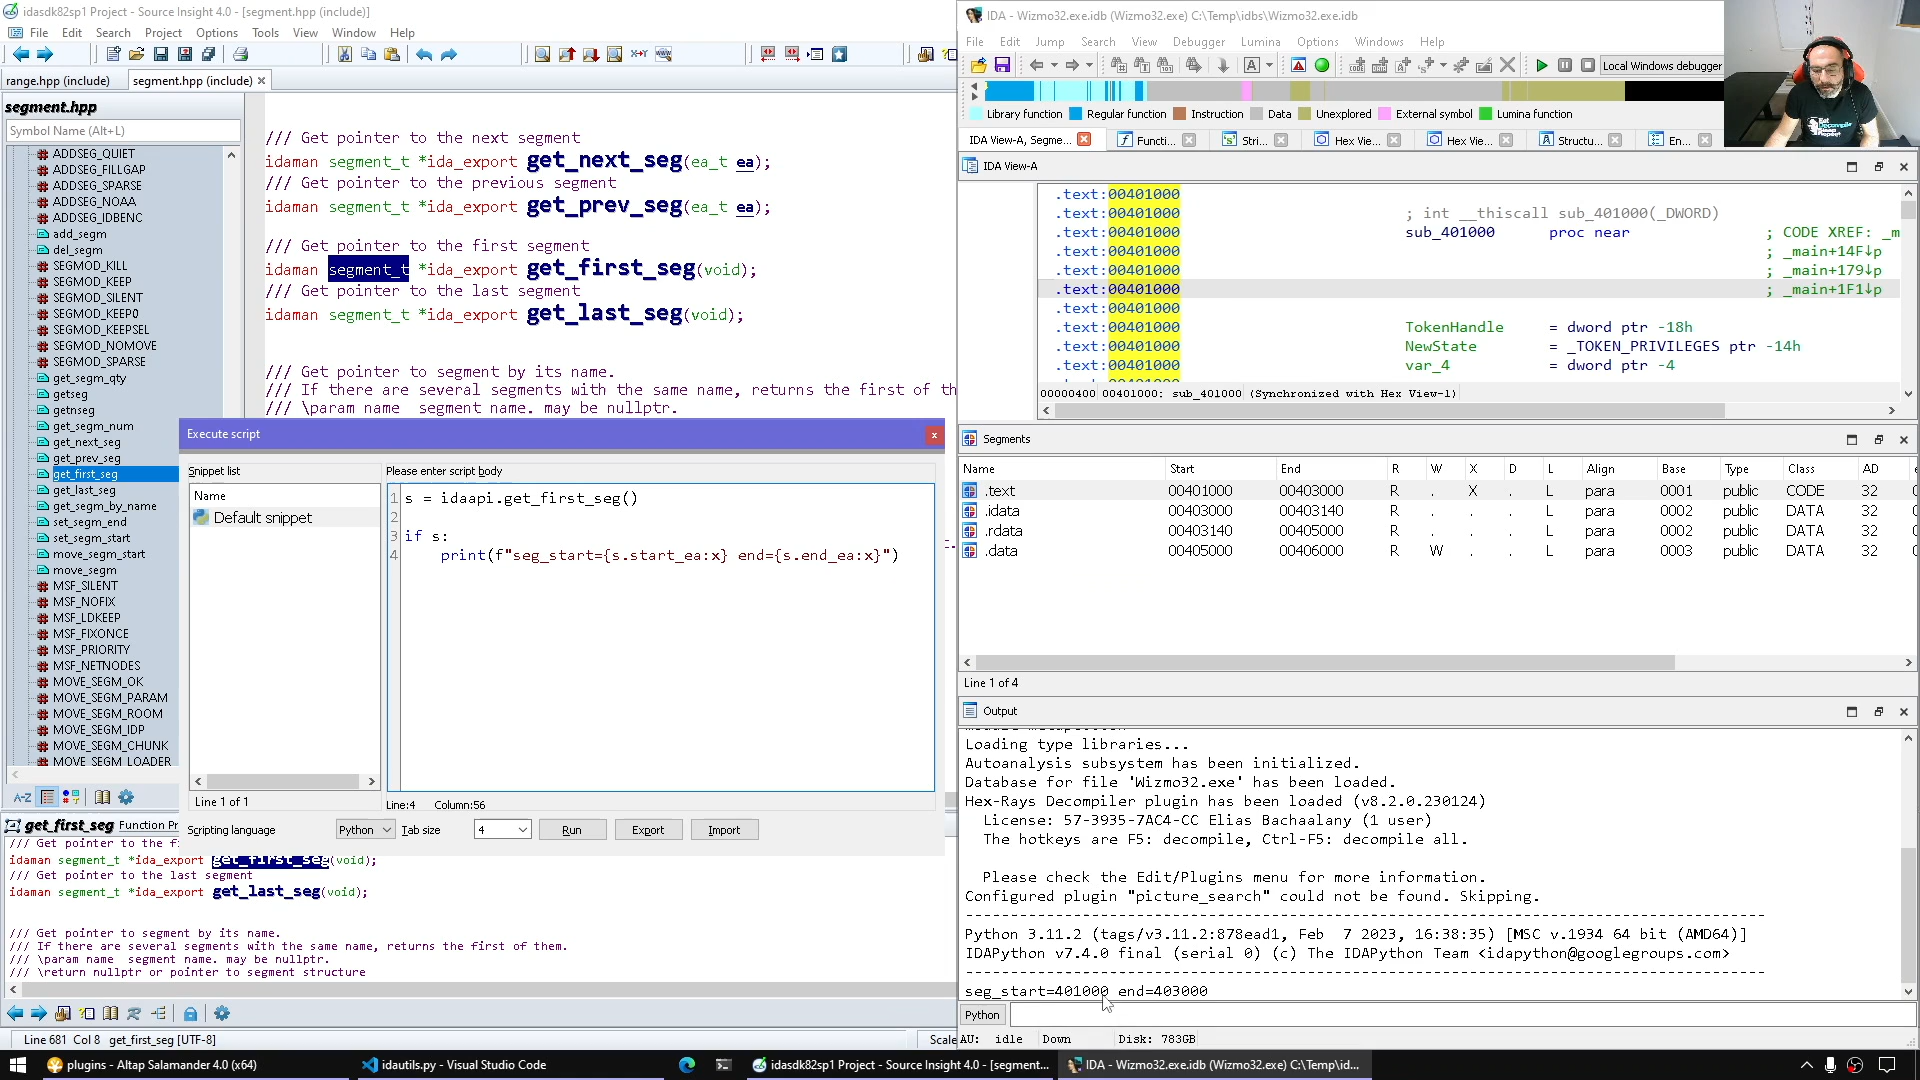 idasdk82sp1 Project - Source Insight 4.0 - [segment.hpp (include)]
File Edit Search Project Options Tools View Window Help
range.hpp (include) segment.hpp (include)
segment.hpp
Symbol Name (Alt+L)
ADDSEG_QUIET
ADDSEG_FILLGAP
ADDSEG_SPARSE
ADDSEG_NOAA
ADDSEG_IDBENC
add_segm
del_segm
SEGMOD_KILL
SEGMOD_KEEP
SEGMOD_SILENT
SEGMOD_KEEP0
SEGMOD_KEEPSEL
SEGMOD_NOMOVE
SEGMOD_SPARSE
get_segm_qty
getseg
getnseg
get_segm_num
get_next_seg
get_prev_seg
get_first_seg
get_last_seg
get_segm_by_name
set_segm_end
set_segm_start
move_segm_start
move_segm
MSF_SILENT
MSF_NOFIX
MSF_LDKEEP
MSF_FIXONCE
MSF_PRIORITY
MSF_NETNODES
MOVE_SEGM_OK
MOVE_SEGM_PARAM
MOVE_SEGM_ROOM
MOVE_SEGM_IDP
MOVE_SEGM_CHUNK
MOVE SEGM LOADER
/// Get pointer to the next segment
idaman segment_t *ida_export get_next_seg(ea_t ea);
/// Get pointer to the previous segment
idaman segment_t *ida_export get_prev_seg(ea_t ea);
/// Get pointer to the first segment
idaman segment_t *ida_export get_first_seg(void);
/// Get pointer to the last segment
idaman segment_t *ida_export get_last_seg(void);
/// Get pointer to segment by its name.
/// If there are several segments with the same name, returns the first of th
/// \param name segment name. may be nullptr.
Execute script
Snippet list
Please enter script body
Name
Default snippet
1 s = idaapi.get_first_seg()
2
3 if s:
4 print(f"seg_start={s.start_ea:x} end={s.end_ea:x}")
Line 1 of 1
Line:4 Column:56
Scripting language Python Tab size 4 Run Export Import
get_first_seg Function Pr
/// Get pointer to the fi
idaman segment_t *ida_export get_first_seg(void);
/// Get pointer to the last segment
idaman segment_t *ida_export get_last_seg(void);
/// Get pointer to segment by its name.
/// If there are several segments with the same name, returns the first of them.
/// \param name segment name. may be nullptr.
/// \return nullptr or pointer to segment structure
Line 681 Col 8 get_first_seg [UTF-8]
Scale
IDA - Wizmo32.exe.idb (Wizmo32.exe) C:\Temp\idbs\Wizmo32.exe.idb
File Edit Jump Search View Debugger Lumina Options Windows Help
Local Windows debugger
Library function Regular function Instruction Data Unexplored External symbol Lumina function
IDA View-A, Segme... Functi... Stri... Hex Vie... Hex Vie... Structu... En...
IDA View-A
.text:00401000
.text:00401000 ; int __thiscall sub_401000(_DWORD)
.text:00401000 sub_401000 proc near ; CODE XREF: _m
.text:00401000 ; _main+14F↓p
.text:00401000 ; _main+179↓p
.text:00401000 ; _main+1F1↓p
.text:00401000
.text:00401000 TokenHandle = dword ptr -18h
.text:00401000 NewState = _TOKEN_PRIVILEGES ptr -14h
.text:00401000 var_4 = dword ptr -4
00000400 00401000: sub_401000 (Synchronized with Hex View-1)
Segments
Name Start End R W X D L Align Base Type Class AD
.text 00401000 00403000 R . X . L para 0001 public CODE 32
.idata 00403000 00403140 R . . . L para 0002 public DATA 32
.rdata 00403140 00405000 R . . . L para 0002 public DATA 32
.data 00405000 00406000 R W . . L para 0003 public DATA 32
Line 1 of 4
Output
Loading type libraries...
Autoanalysis subsystem has been initialized.
Database for file 'Wizmo32.exe' has been loaded.
Hex-Rays Decompiler plugin has been loaded (v8.2.0.230124)
License: 57-3935-7AC4-CC Elias Bachaalany (1 user)
The hotkeys are F5: decompile, Ctrl-F5: decompile all.
Please check the Edit/Plugins menu for more information.
Configured plugin "picture_search" could not be found. Skipping.
Python 3.11.2 (tags/v3.11.2:878ead1, Feb 7 2023, 16:38:35) [MSC v.1934 64 bit (AMD64)]
IDAPython v7.4.0 final (serial 0) (c) The IDAPython Team <idapython@googlegroups.com>
seg_start=401000 end=403000
Python
AU: idle Down Disk: 783GB
plugins - Altap Salamander 4.0 (x64)
idautils.py - Visual Studio Code
idasdk82sp1 Project - Source Insight 4.0 - [segment...
IDA - Wizmo32.exe.idb (Wizmo32.exe) C:\Temp\id...